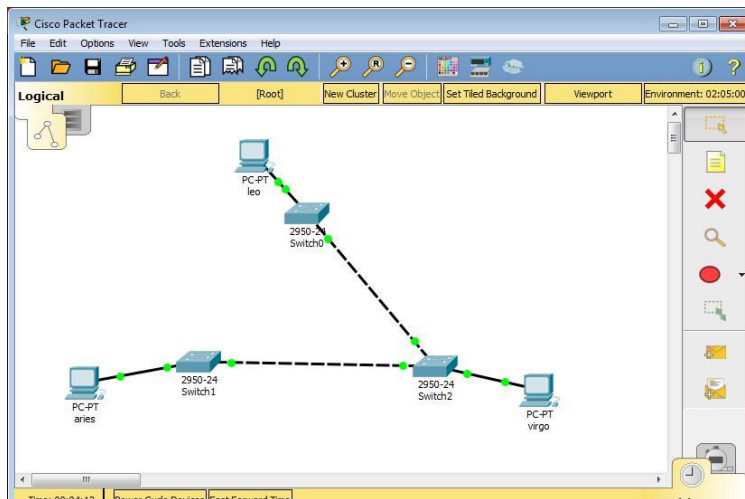 Cisco Packet Tracer
File Edit Options View Tools Extensions Help
Logical Back [Root] New Cluster Move Object Set Tiled Background Viewport Environment: 02:05:00
PC-PT
leo
2950-24
Switch0
2950-24
Switch1
2950-24
Switch2
PC-PT
aries
PC-PT
virgo
Power Cycle Devices Fast Forward Time